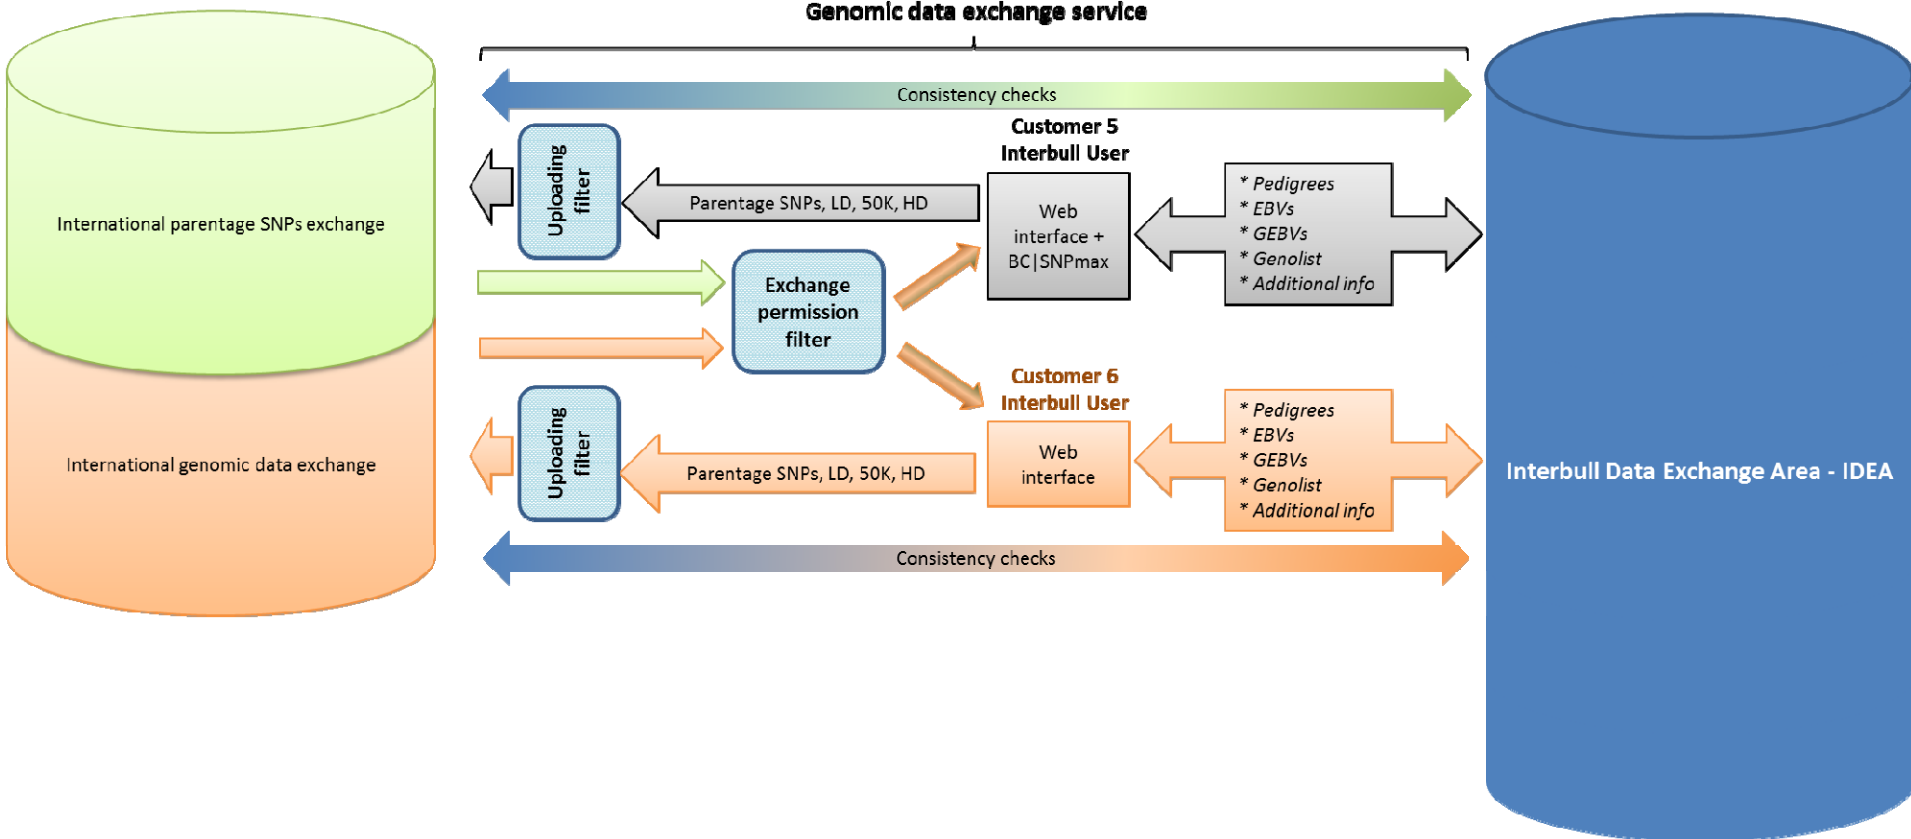 Genomic data exchange service
Consistency checks
Customer 5
Interbull User
Uploading
filter
Parentage SNPs, LD, 50K, HD
Web
interface +
BC|SNPmax
* Pedigrees
* EBVs
* GEBVs
* Genolist
* Additional info
International parentage SNPs exchange
Exchange
permission
filter
Customer 6
Interbull User
Uploading
filter
Parentage SNPs, LD, 50K, HD
Web
interface
* Pedigrees
* EBVs
* GEBVs
* Genolist
* Additional info
International genomic data exchange
Interbull Data Exchange Area - IDEA
Consistency checks